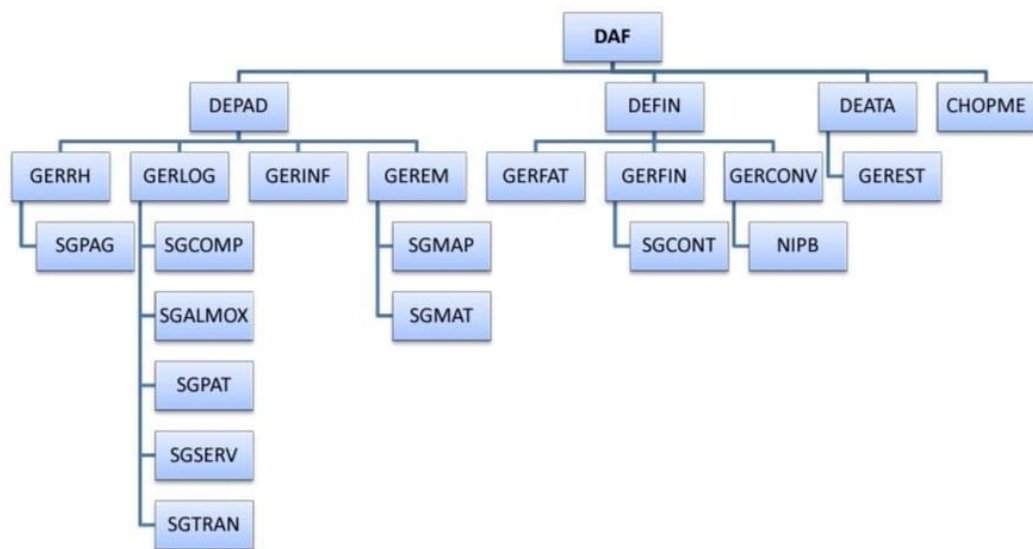 DAF
DEPAD
DEFIN
DEATA
CHOPME
GERRH
GERLOG
GERINF
GEREM
GERFAT
GERFIN
GERCONV
GEREST
SGPAG
SGCOMP
SGMAP
SGCONT
NIPB
SGALMOX
SGMAT
SGPAT
SGSERV
SGTRAN